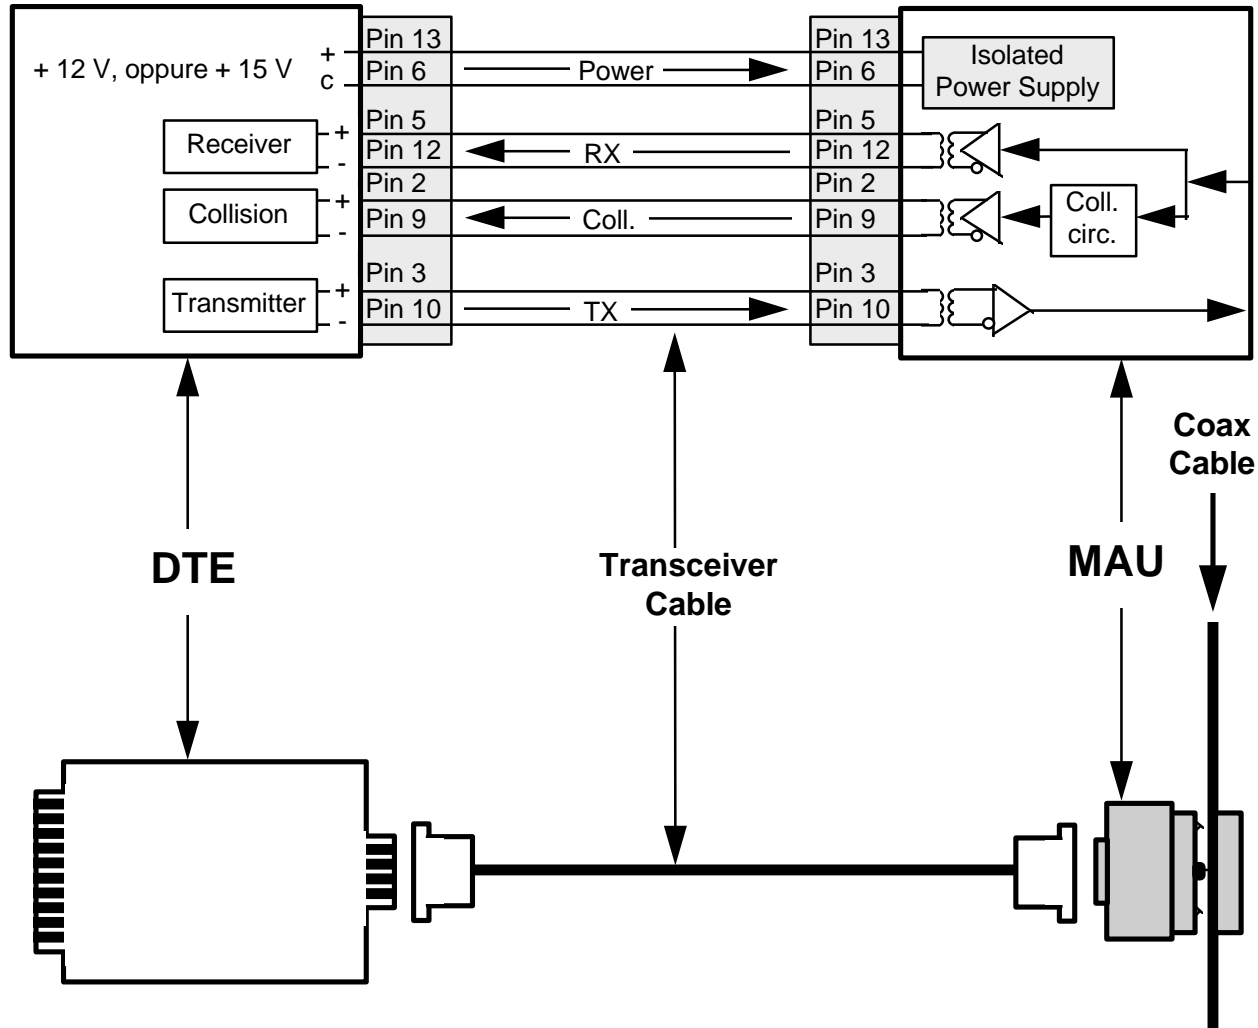 + 12 V, oppure + 15 V
+
c
Pin 13
Pin 6
Power
Pin 13
Pin 6
Isolated
Power Supply
Receiver
+
-
Pin 5
Pin 12
RX
Pin 5
Pin 12
Collision
+
-
Pin 2
Pin 9
Coll.
Pin 2
Pin 9
Coll.
circ.
Transmitter
+
-
Pin 3
Pin 10
TX
Pin 3
Pin 10
DTE
Transceiver
Cable
MAU
Coax
Cable